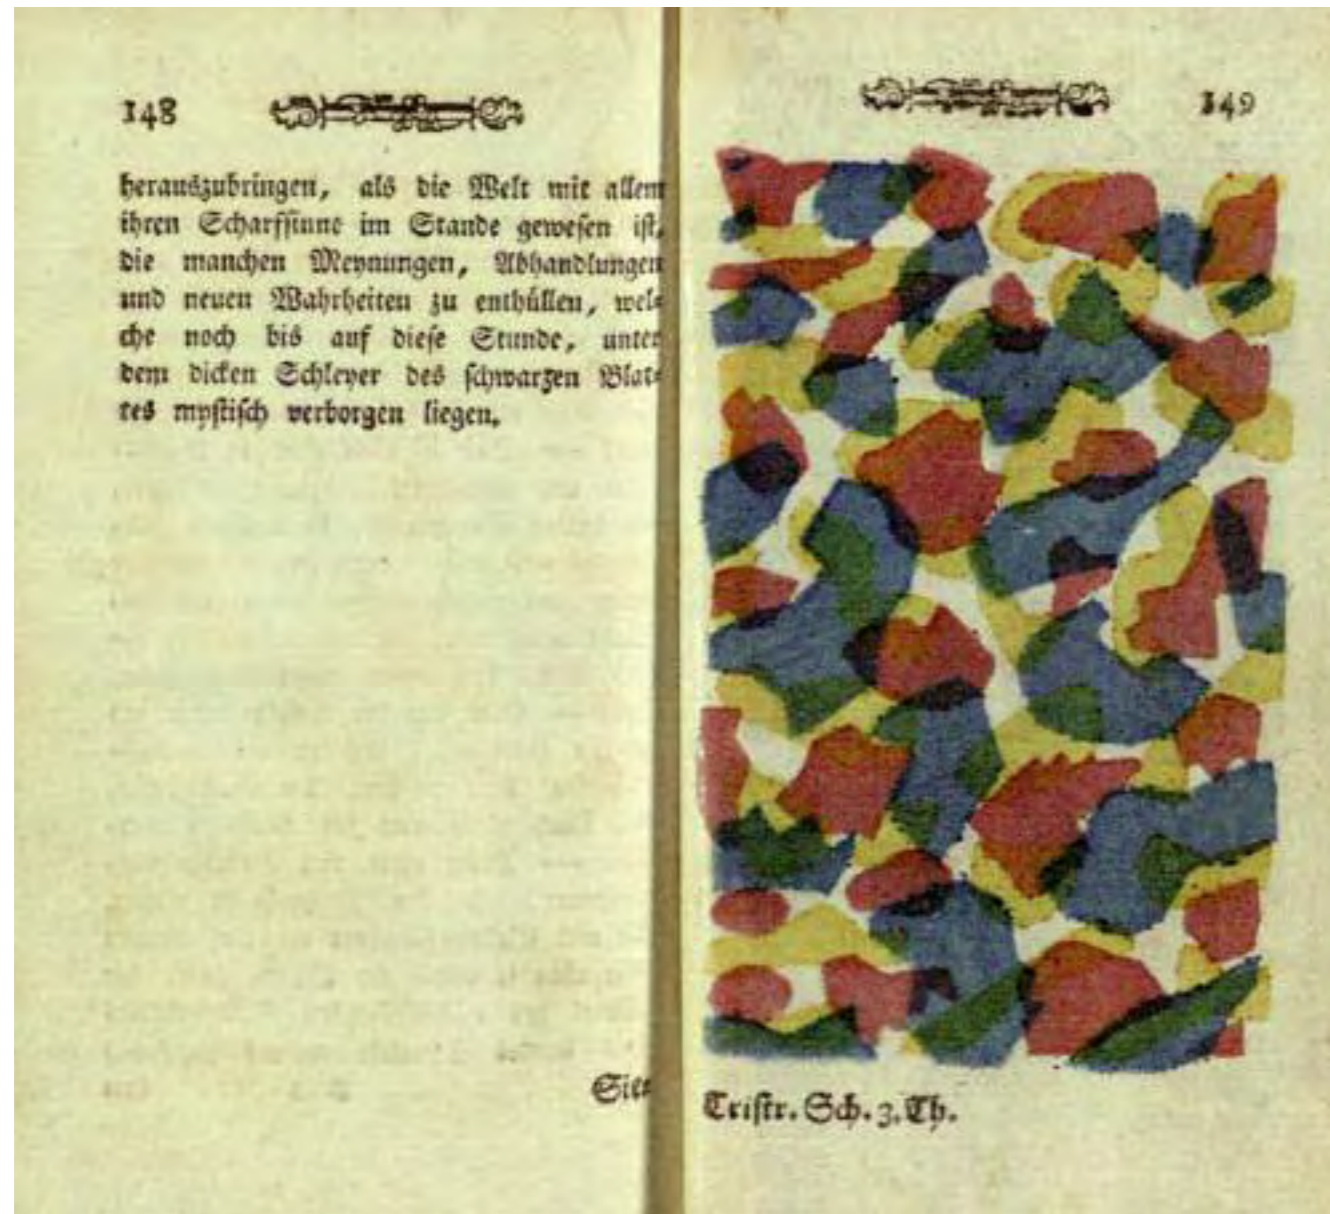 148
herauszubringen, als die Welt mit allem
ihren Scharfsinne im Stande gewesen ist,
die manchen Meynungen, Abhandlungen
und neuen Wahrheiten zu enthüllen, wel-
che noch bis auf diese Stunde, unter
dem dicken Schleyer des schwarzen Blat-
tes mystisch verborgen liegen.
149
Tristr. Sch. 3. Th.